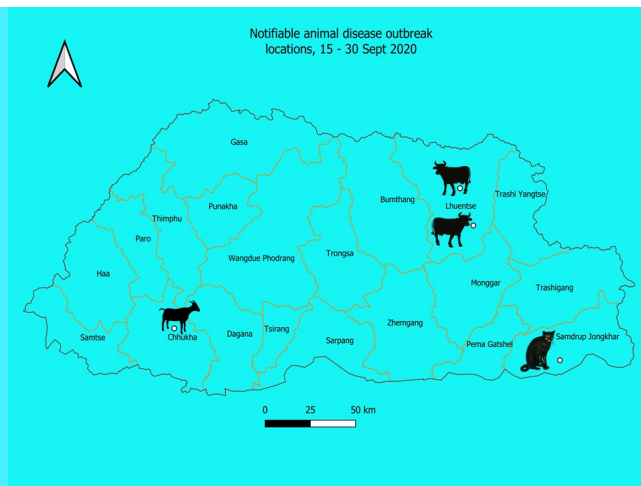 Notifiable animal disease outbreak
locations, 15 - 30 Sept 2020
Gasa
Punakha
Thimphu
Paro
Haa
Wangdue Phodrang
Trongsa
Bumthang
Lhuentse
Trashi Yangtse
Monggar
Trashigang
Samtse
Chhukha
Dagana
Tsirang
Sarpang
Zhemgang
Pema Gatshel
Samdrup Jongkhar
0 25 50 km